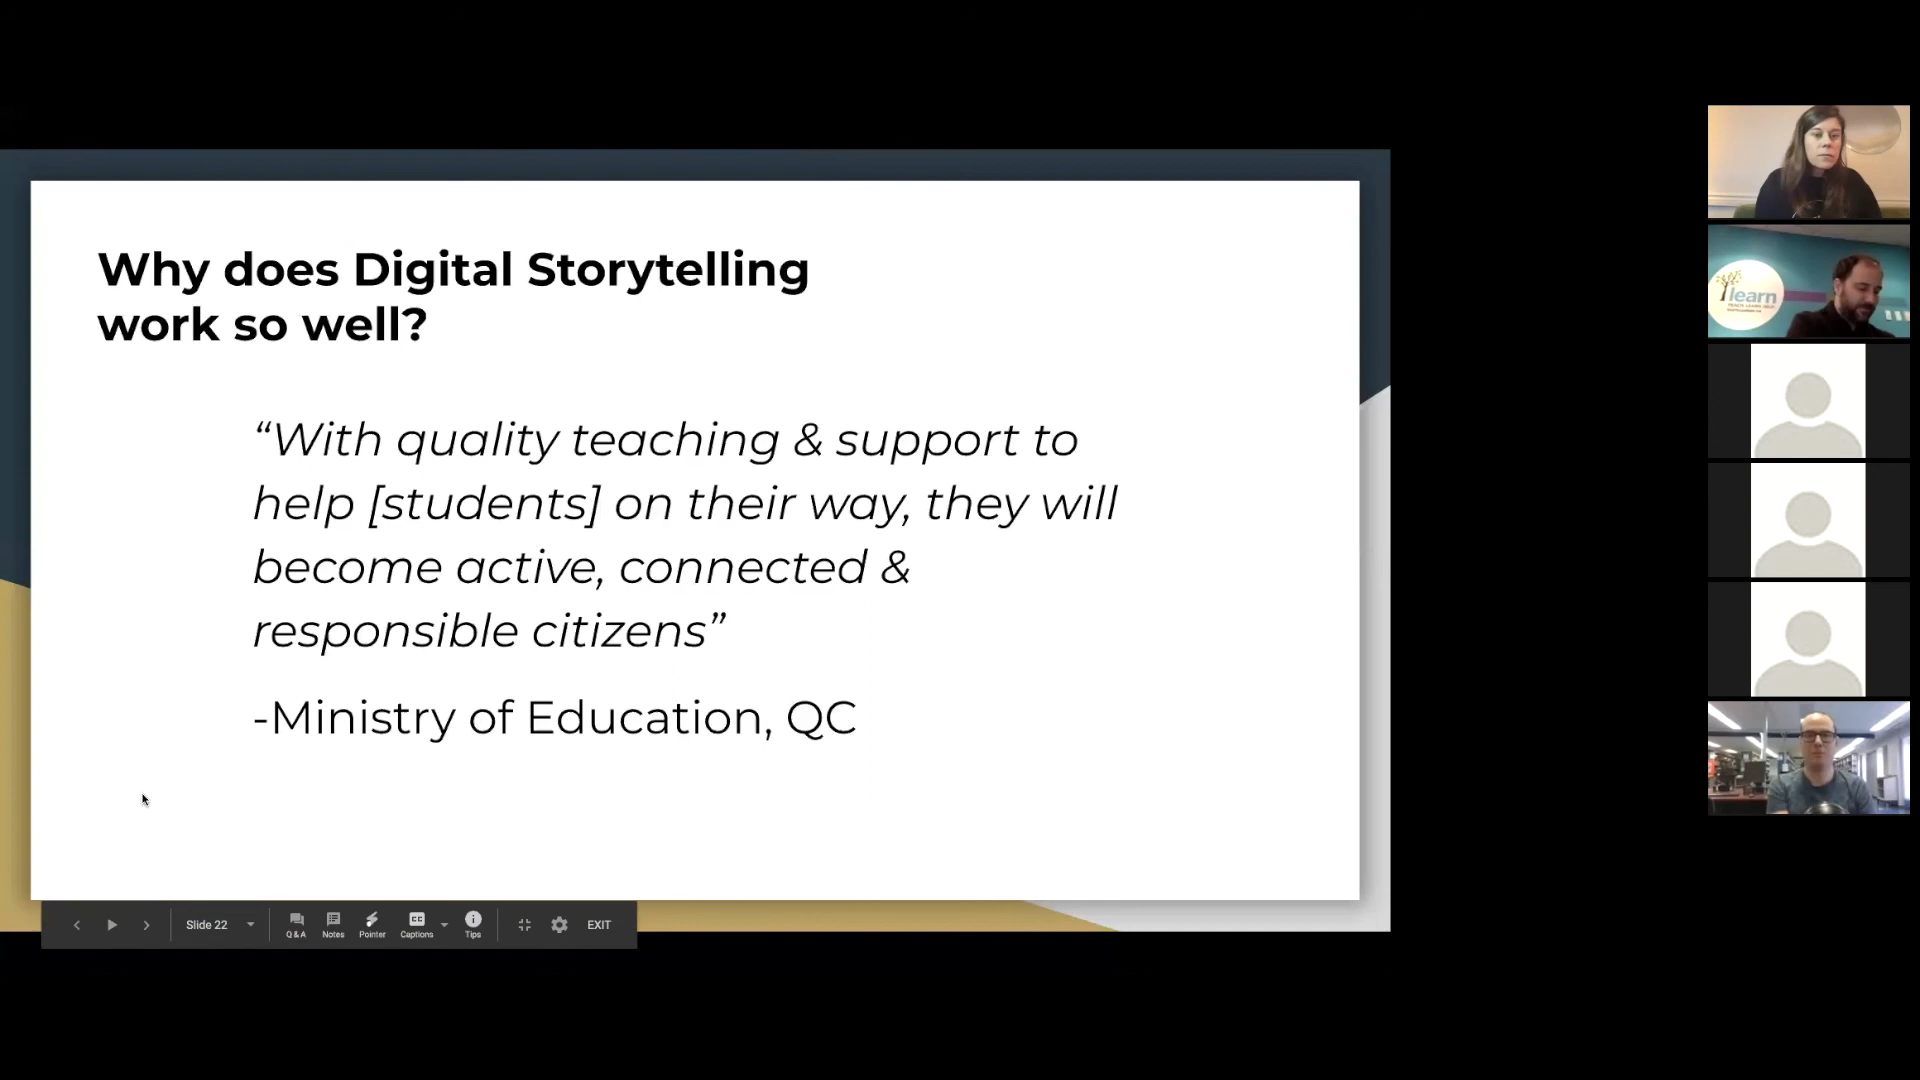 Why does Digital Storytelling
work so well?
“With quality teaching & support to
help [students] on their way, they will
become active, connected &
responsible citizens”
-Ministry of Education, QC
learn
Slide 22
Q&A
Notes
Pointer
Captions
Tips
EXIT